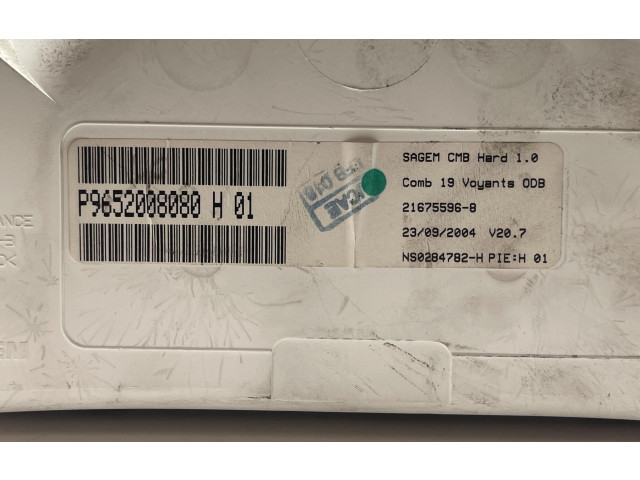 P9652008080 H 01
SAGEM CMB Hard 1.0
Comb 19 Voyants ODB
21675596-8
23/09/2004 V20.7
NS0284782-H PIE:H 01